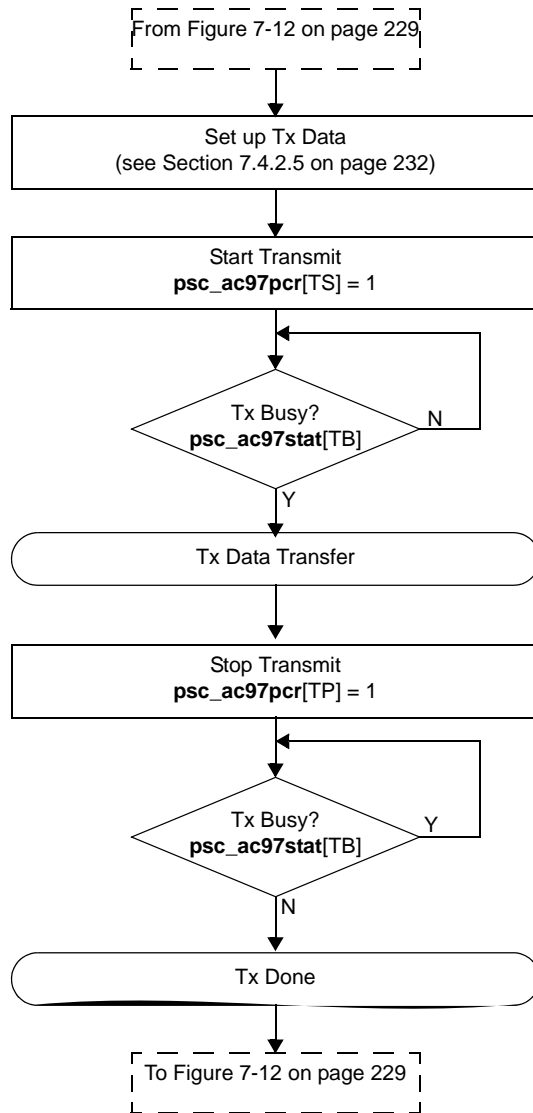 From Figure 7-12 on page 229
Set up Tx Data
(see Section 7.4.2.5 on page 232)
Start Transmit
psc_ac97pcr[TS] = 1
Tx Busy?
psc_ac97stat[TB]
N
Y
Tx Data Transfer
Stop Transmit
psc_ac97pcr[TP] = 1
Tx Busy?
psc_ac97stat[TB]
Y
N
Tx Done
To Figure 7-12 on page 229